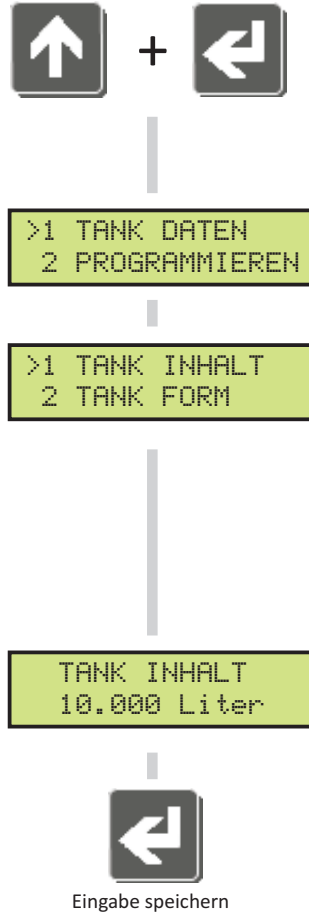 +
>1 TANK DATEN
2 PROGRAMMIEREN
>1 TANK INHALT
2 TANK FORM
TANK INHALT
10.000 Liter
Eingabe speichern